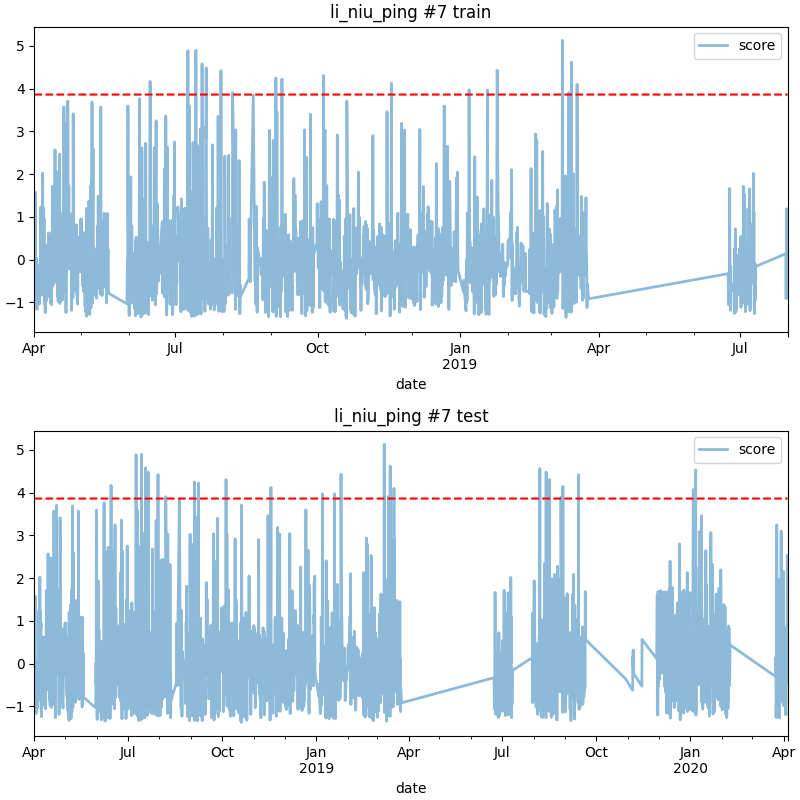 li_niu_ping #7 train
score
5
4
3
2
1
0
−1
Apr Jul Oct Jan Apr Jul
2019
date
li_niu_ping #7 test
score
5
4
3
2
1
0
−1
Apr Jul Oct Jan Apr Jul Oct Jan Apr
2019 2020
date